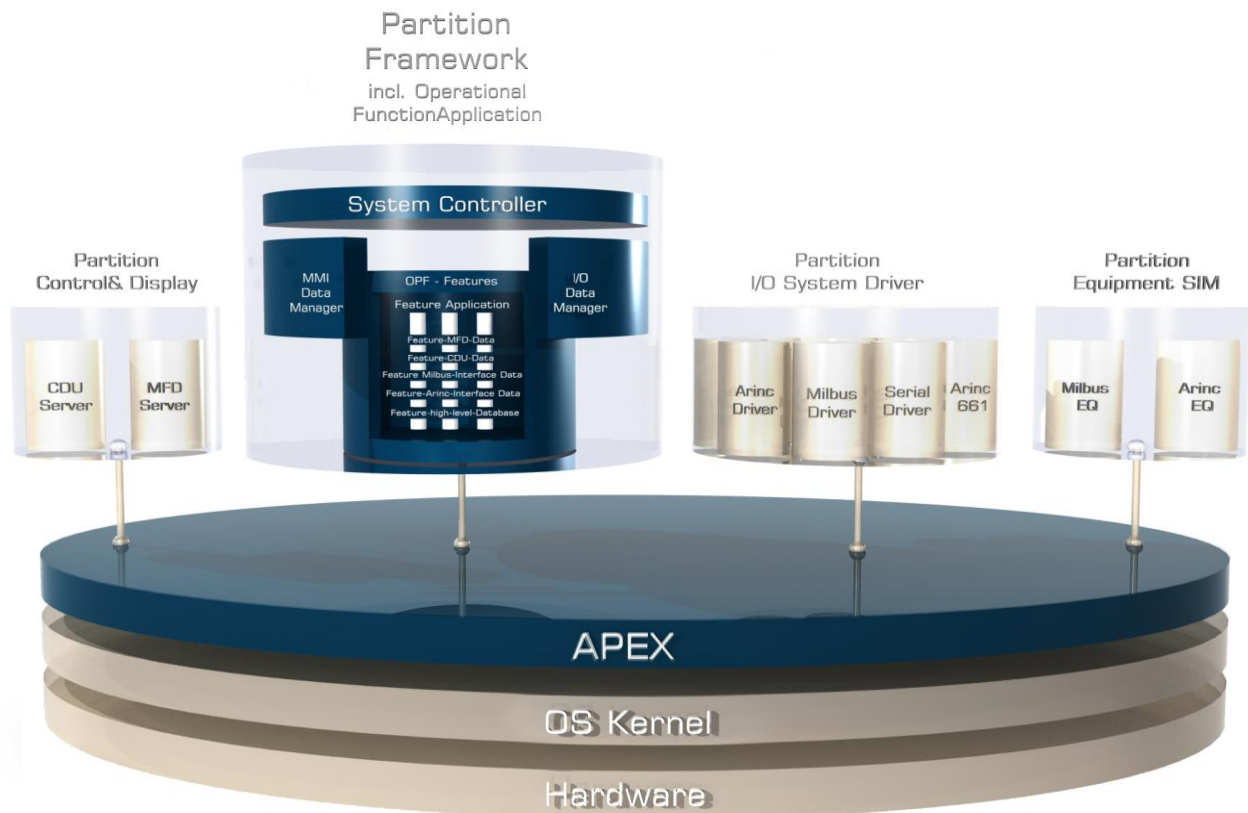 Partition
Framework
incl. Operational
FunctionApplication
System Controller
MMI
Data
Manager
OPF - Features
I/O
Data
Manager
Feature Application
Feature-MFD-Data
Feature-CDU-Data
Feature Milbus-Interface Data
Feature-Arinc-Interface Data
Feature-high-level-Database
Partition
Control& Display
CDU
Server
MFD
Server
Partition
I/O System Driver
Arinc
Driver
Milbus
Driver
Serial
Driver
Arinc
661
Partition
Equipment SIM
Milbus
EQ
Arinc
EQ
APEX
OS Kernel
Hardware